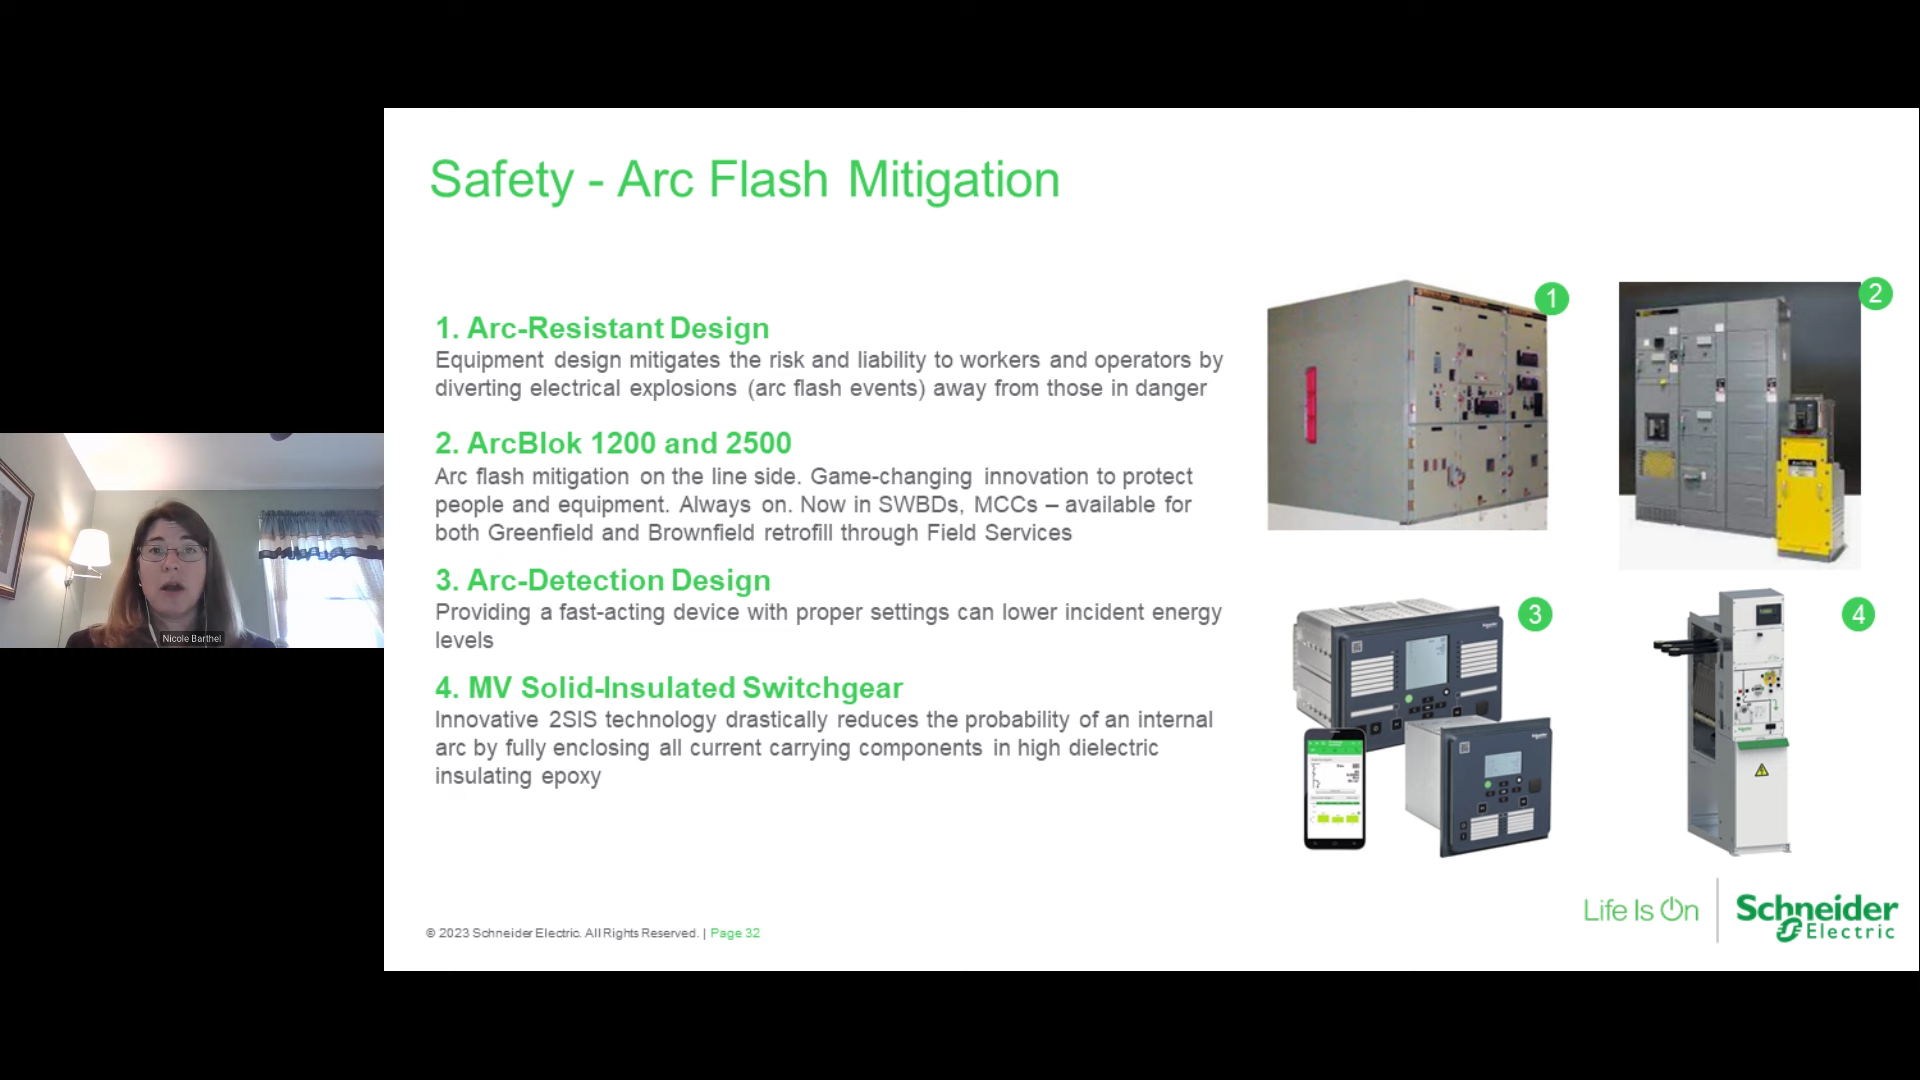 Safety - Arc Flash Mitigation
1. Arc-Resistant Design
Equipment design mitigates the risk and liability to workers and operators by
diverting electrical explosions (arc flash events) away from those in danger
2. ArcBlok 1200 and 2500
Arc flash mitigation on the line side. Game-changing innovation to protect
people and equipment. Always on. Now in SWBDs, MCCs – available for
both Greenfield and Brownfield retrofill through Field Services
3. Arc-Detection Design
Providing a fast-acting device with proper settings can lower incident energy
levels
4. MV Solid-Insulated Switchgear
Innovative 2SIS technology drastically reduces the probability of an internal
arc by fully enclosing all current carrying components in high dielectric
insulating epoxy
1
2
3
4
Nicole Barthel
© 2023 Schneider Electric. All Rights Reserved. | Page 32
Life Is On
Schneider
Electric